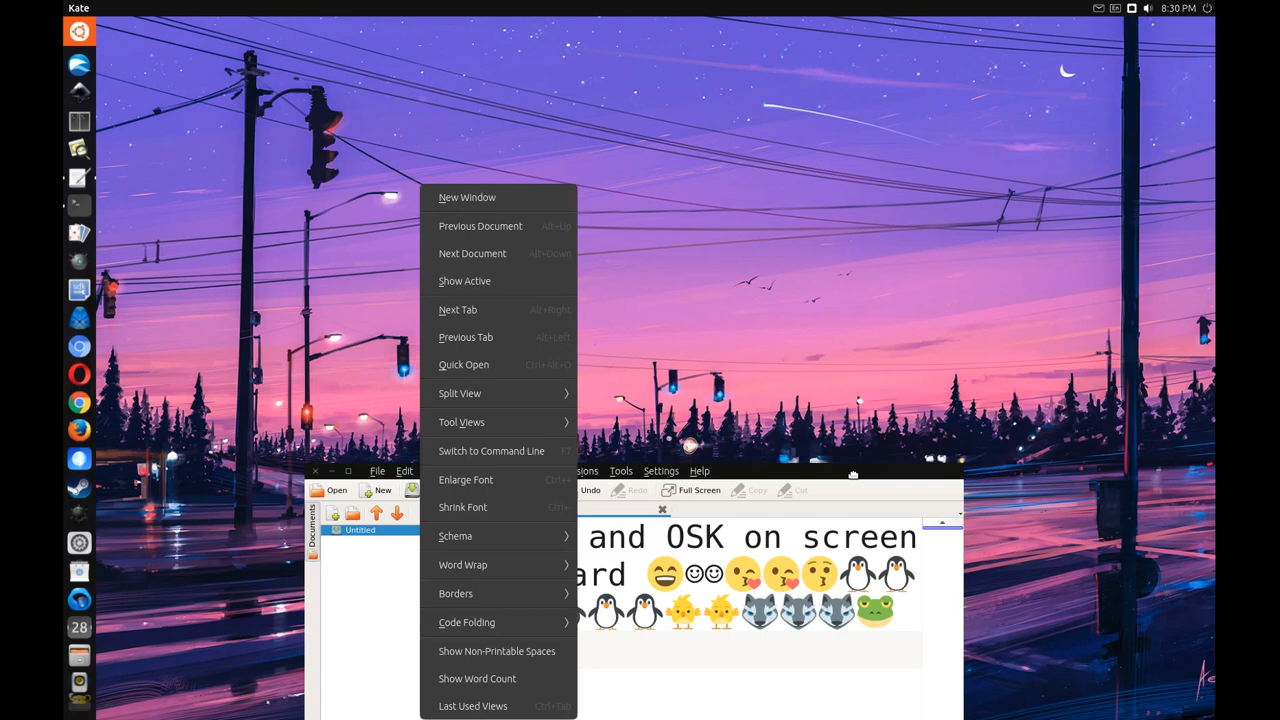 Kate
En
8:30 PM
New Window
Previous Document Alt+Up
Next Document Alt+Down
Show Active
Next Tab Alt+Right
Previous Tab Alt+Left
Quick Open Ctrl+Alt+O
Split View
Tool Views
Switch to Command Line F7
Enlarge Font Ctrl++
Shrink Font Ctrl+-
Schema
Word Wrap
Borders
Code Folding
Show Non-Printable Spaces
Show Word Count
Last Used Views Ctrl+Tab
File Edit Tools Settings Help
Open New Undo Redo Full Screen Copy Cut
Documents
Untitled
and OSK on screen
28